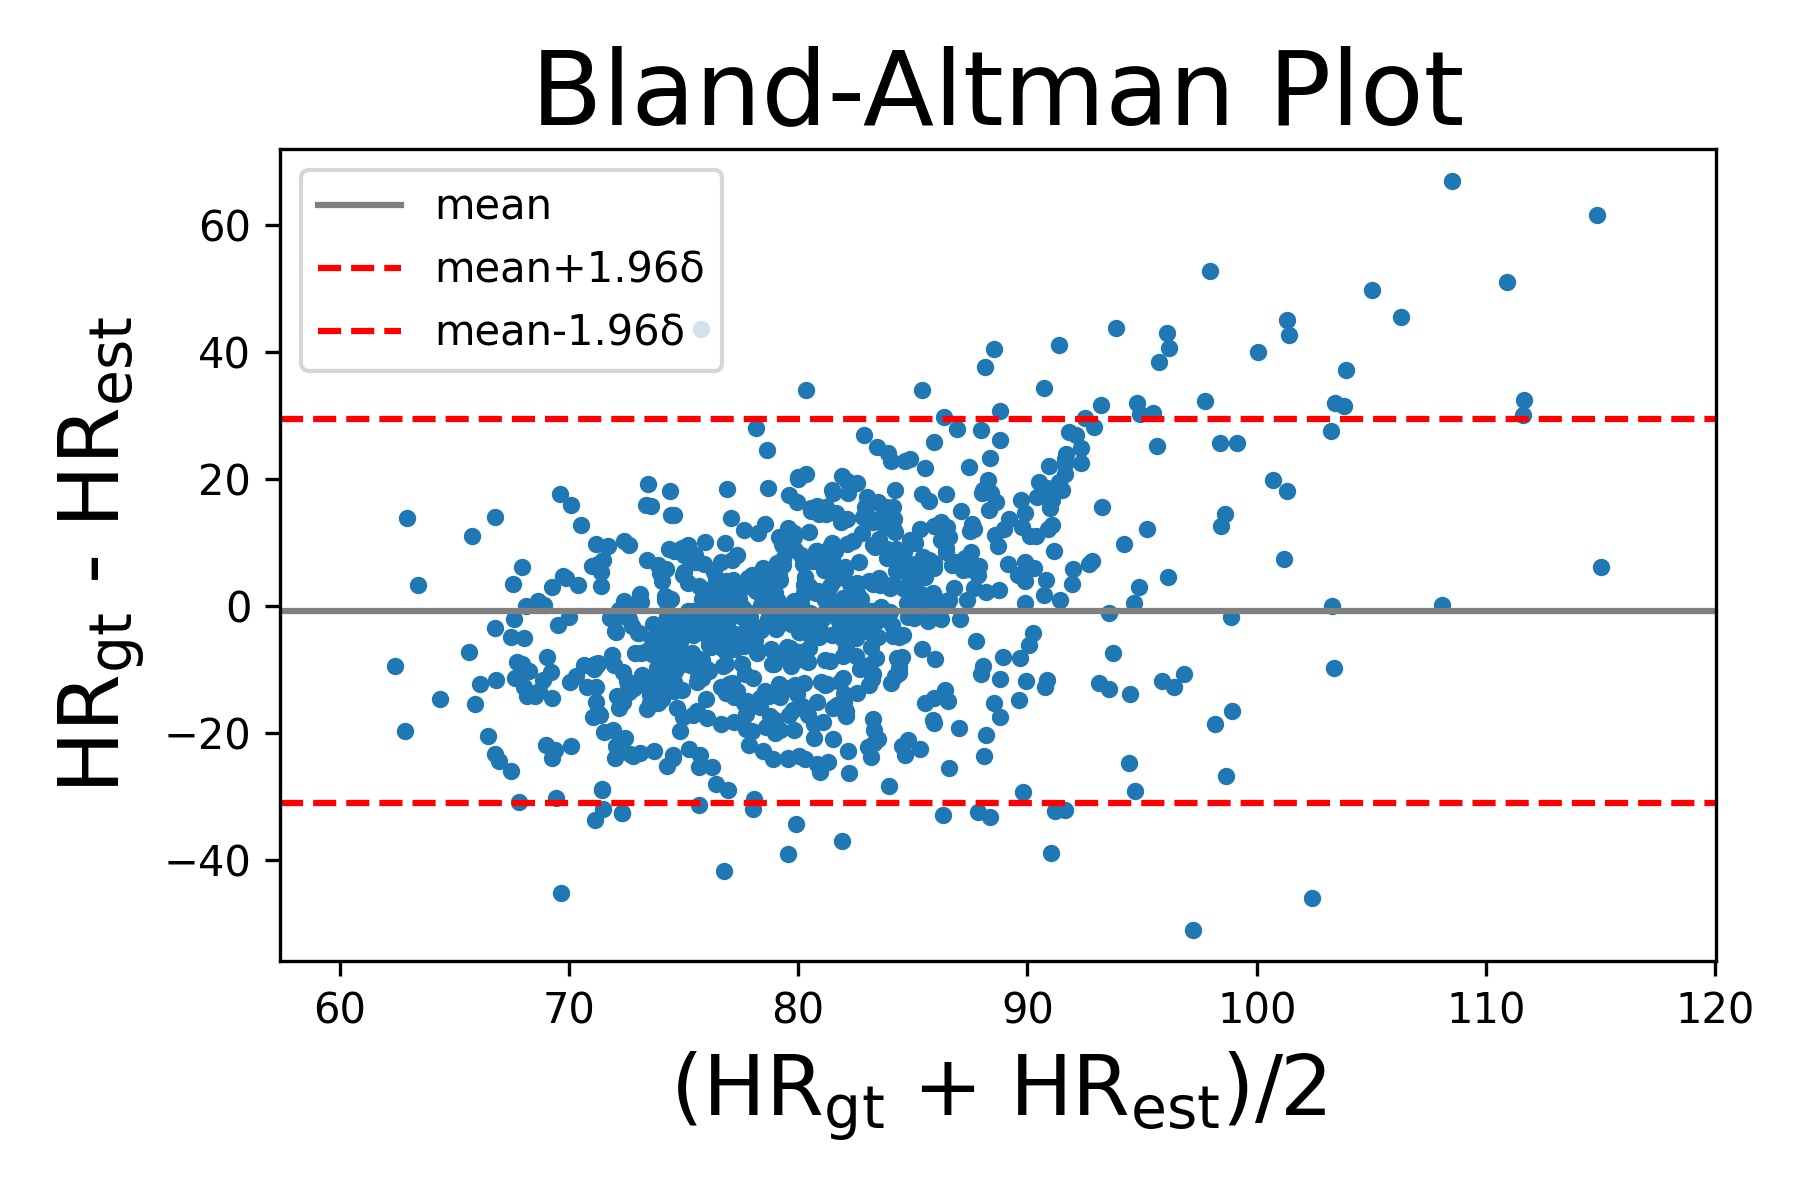 Bland-Altman Plot
mean
mean+1.96δ
mean-1.96δ
HRgt - HRest
60
40
20
0
−20
−40
60 70 80 90 100 110 120
(HRgt + HRest)/2